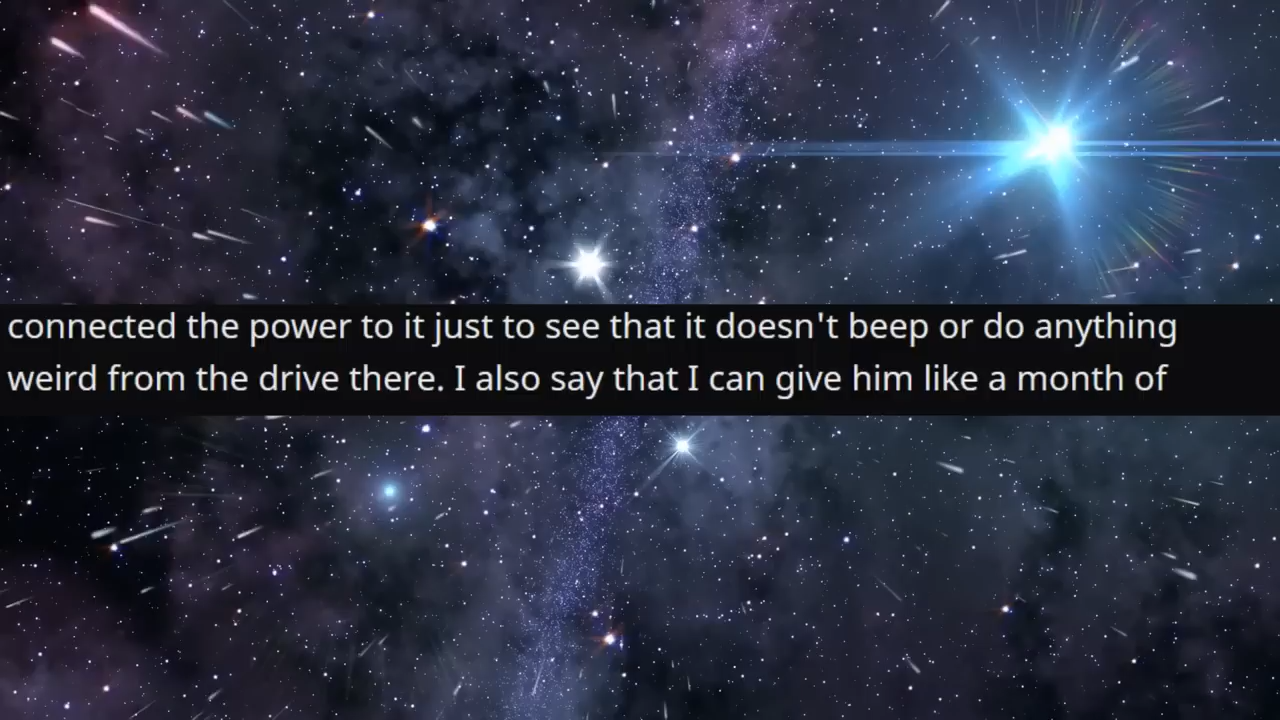 connected the power to it just to see that it doesn't beep or do anything
weird from the drive there. I also say that I can give him like a month of